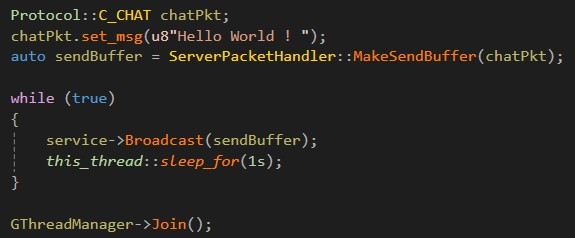 Protocol::C_CHAT chatPkt;
chatPkt.set_msg(u8"Hello World ! ");
auto sendBuffer = ServerPacketHandler::MakeSendBuffer(chatPkt);
while (true)
{
service->Broadcast(sendBuffer);
this_thread::sleep_for(1s);
}
GThreadManager->Join();